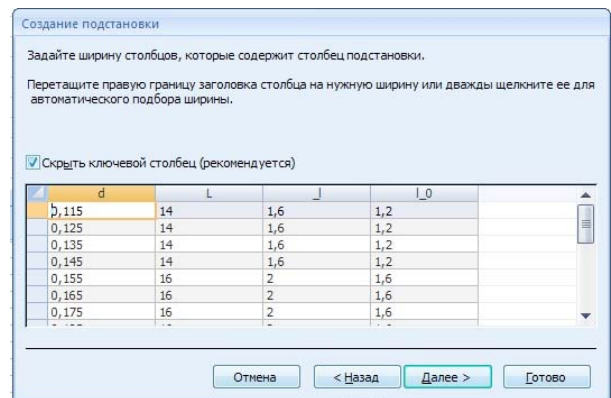 Создание подстановки
Задайте ширину столбцов, которые содержит столбец подстановки.
Перетащите правую границу заголовка столбца на нужную ширину или дважды щелкните ее для
автоматического подбора ширины.
Скрыть ключевой столбец (рекомендуется)
d L _l l_0
0,115 14 1,6 1,2
0,125 14 1,6 1,2
0,135 14 1,6 1,2
0,145 14 1,6 1,2
0,155 16 2 1,6
0,165 16 2 1,6
0,175 16 2 1,6
Отмена < Назад Далее > Готово